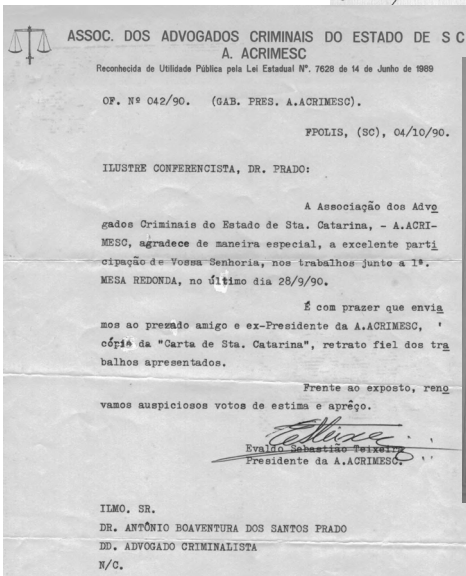 ASSOC. DOS ADVOGADOS CRIMINAIS DO ESTADO DE S C
A. ACRIMESC
Reconhecida de Utilidade Pública pela Lei Estadual Nº. 7628 de 14 de Junho de 1989
OF. Nº 042/90. (GAB. PRES. A.ACRIMESC).
FPOLIS, (SC), 04/10/90.
ILUSTRE CONFERENCISTA, DR. PRADO:
A Associação dos Advo
gados Criminais do Estado de Sta. Catarina, - A.ACRI-
MESC, agradece de maneira especial, a excelente parti
cipação de Vossa Senhoria, nos trabalhos junto a 1ª.
MESA REDONDA, no último dia 28/9/90.
É com prazer que envia
mos ao prezado amigo e ex-Presidente da A.ACRIMESC,
cópia da "Carta de Sta. Catarina", retrato fiel dos tra
balhos apresentados.
Frente ao exposto, reno
vamos auspiciosos votos de estima e aprêço.
Evaldo Sebastião Teixeira
Presidente da A.ACRIMESC.
ILMO. SR.
DR. ANTÔNIO BOAVENTURA DOS SANTOS PRADO
DD. ADVOGADO CRIMINALISTA
N/C.